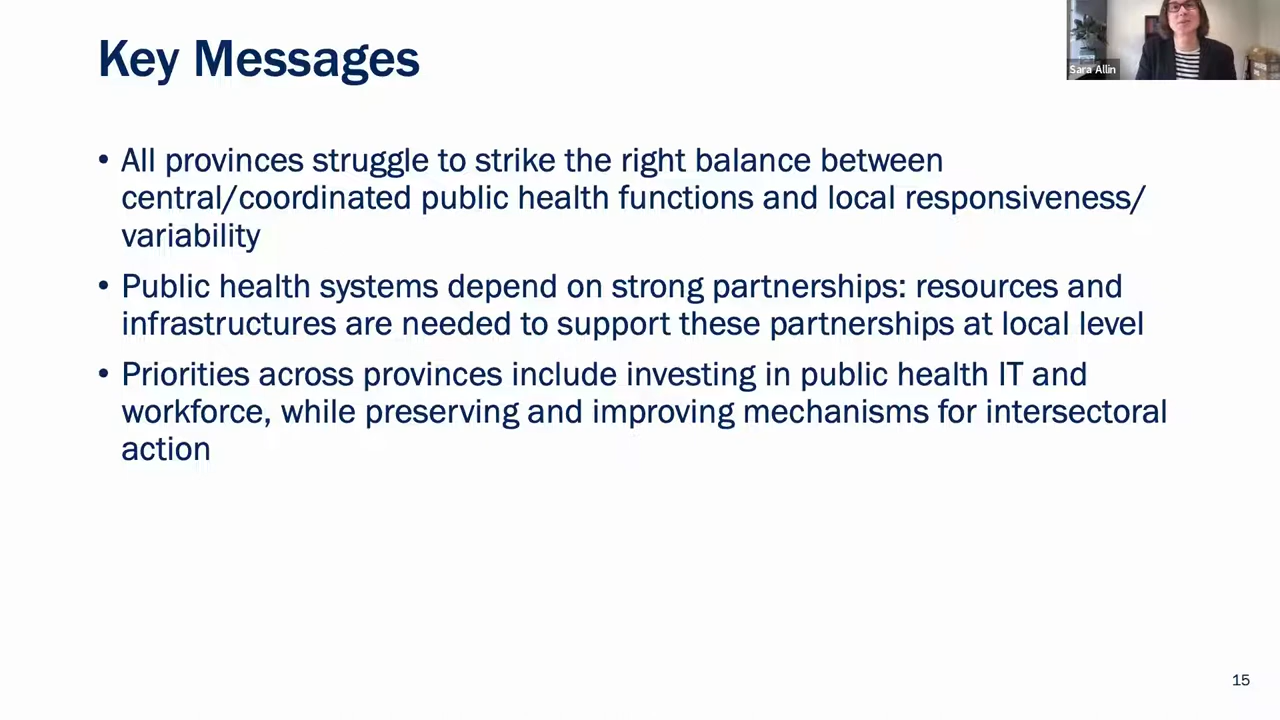 Key Messages
Sara Allin
• All provinces struggle to strike the right balance between
central/coordinated public health functions and local responsiveness/
variability
• Public health systems depend on strong partnerships: resources and
infrastructures are needed to support these partnerships at local level
• Priorities across provinces include investing in public health IT and
workforce, while preserving and improving mechanisms for intersectoral
action
15